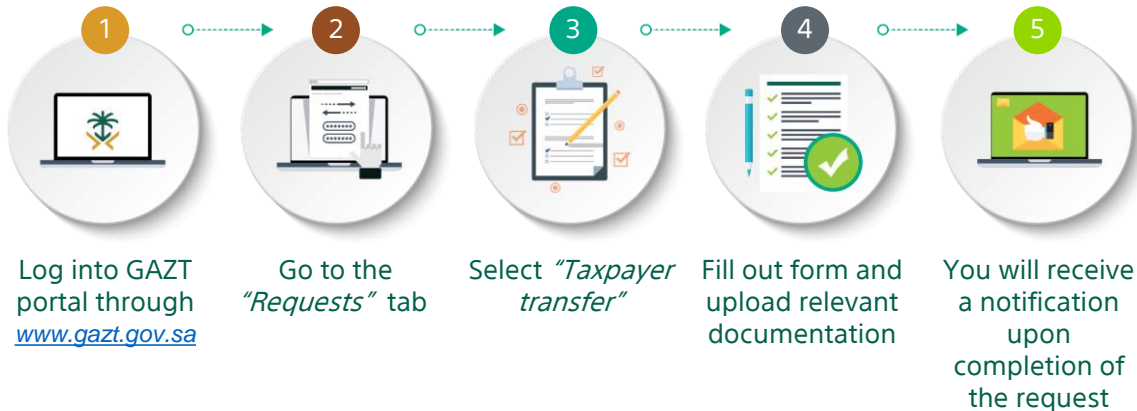 1
2
3
4
5
Log into GAZT
portal through
www.gazt.gov.sa
Go to the
"Requests" tab
Select "Taxpayer
transfer"
Fill out form and
upload relevant
documentation
You will receive
a notification
upon
completion of
the request